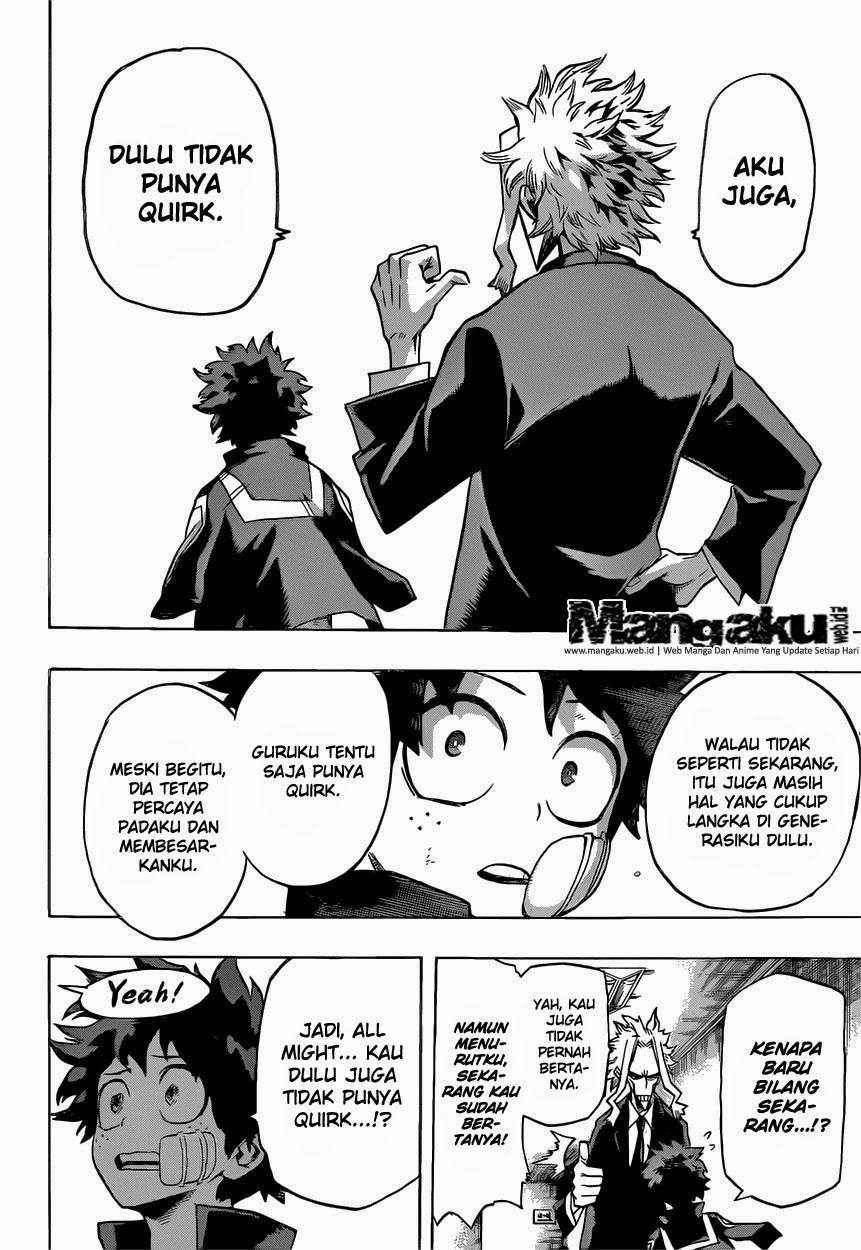 AKU
JUGA,
DULU TIDAK
PUNYA
QUIRK.
Mangaku
web.id™
www.mangaku.web.id | Web Manga Dan Anime Yang Update Setiap Hari
WALAU TIDAK
SEPERTI SEKARANG,
ITU JUGA MASIH
HAL YANG CUKUP
LANGKA DI GENE-
RASIKU DULU.
GURUKU TENTU
SAJA PUNYA
QUIRK.
MESKI BEGITU,
DIA TETAP
PERCAYA
PADAKU DAN
MEMBESAR-
KANKU.
KENAPA
BARU
BILANG
SEKA-
RANG...!?
YAH, KAU
JUGA
TIDAK
PERNAH
BERTA-
NYA.
NAMUN
MENU-
RUTKU,
SEKA-
RANG KAU
SUDAH
BER-
TANYA!
JADI, ALL
MIGHT... KAU
DULU JUGA
TIDAK PUNYA
QUIRK...!?
Yeah!